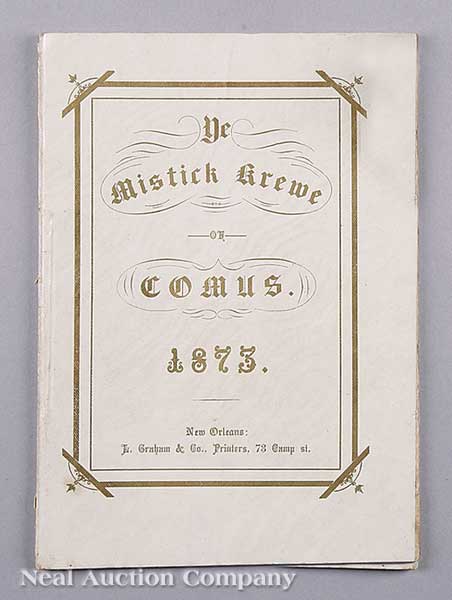 Ye
Mistick Krewe
OF
COMUS.
1873.
New Orleans:
L. Graham & Co., Printers, 73 Camp st.
Neal Auction Company